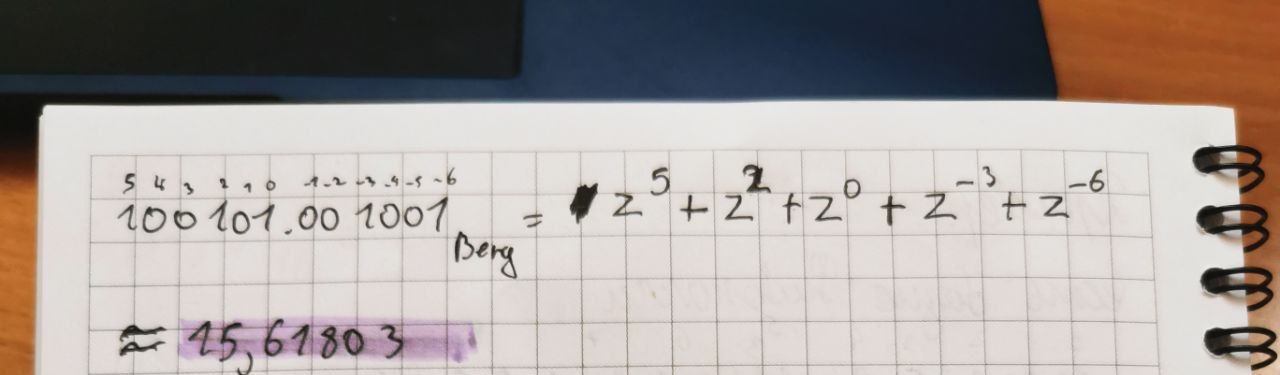 5 4 3 2 1 0 -1 -2 -3 -4 -5 -6
100101.001001 Berg = z^5 + z^2 + z^0 + z^-3 + z^-6
≈ 15,61803